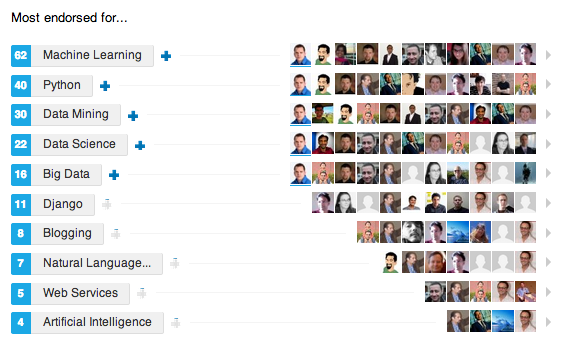 Most endorsed for...
62 Machine Learning
40 Python
30 Data Mining
22 Data Science
16 Big Data
11 Django
8 Blogging
7 Natural Language...
5 Web Services
4 Artificial Intelligence